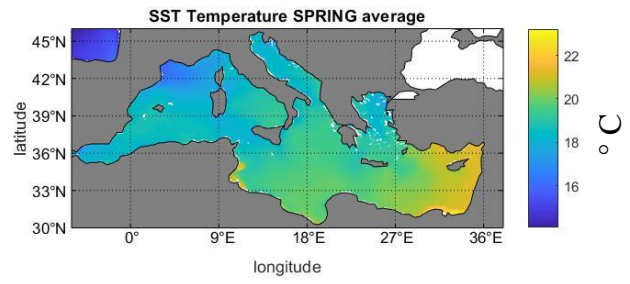 SST Temperature SPRING average
45°N
42°N
39°N
36°N
33°N
30°N
latitude
0°
9°E
18°E
27°E
36°E
longitude
22
20
18
16
°C